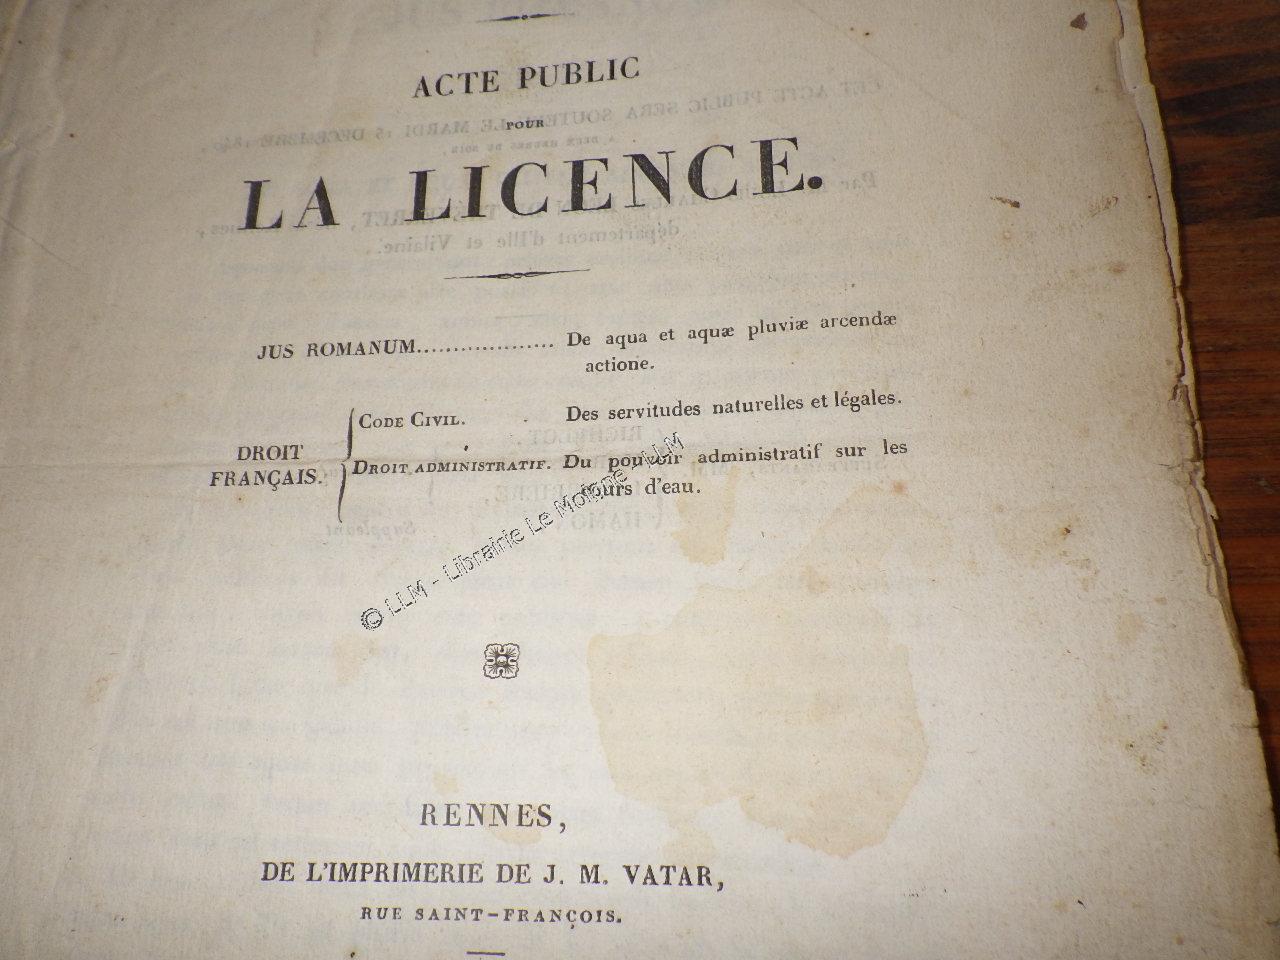 ACTE PUBLIC
POUR
LA LICENCE.
JUS ROMANUM................... De aqua et aquæ pluviæ arcendæ
actione.
DROIT FRANÇAIS.
CODE CIVIL. Des servitudes naturelles et légales.
DROIT ADMINISTRATIF. Du pouvoir administratif sur les
cours d'eau.
© LLM - Librairie Le Moigne - LLM
RENNES,
DE L'IMPRIMERIE DE J. M. VATAR,
RUE SAINT-FRANÇOIS.